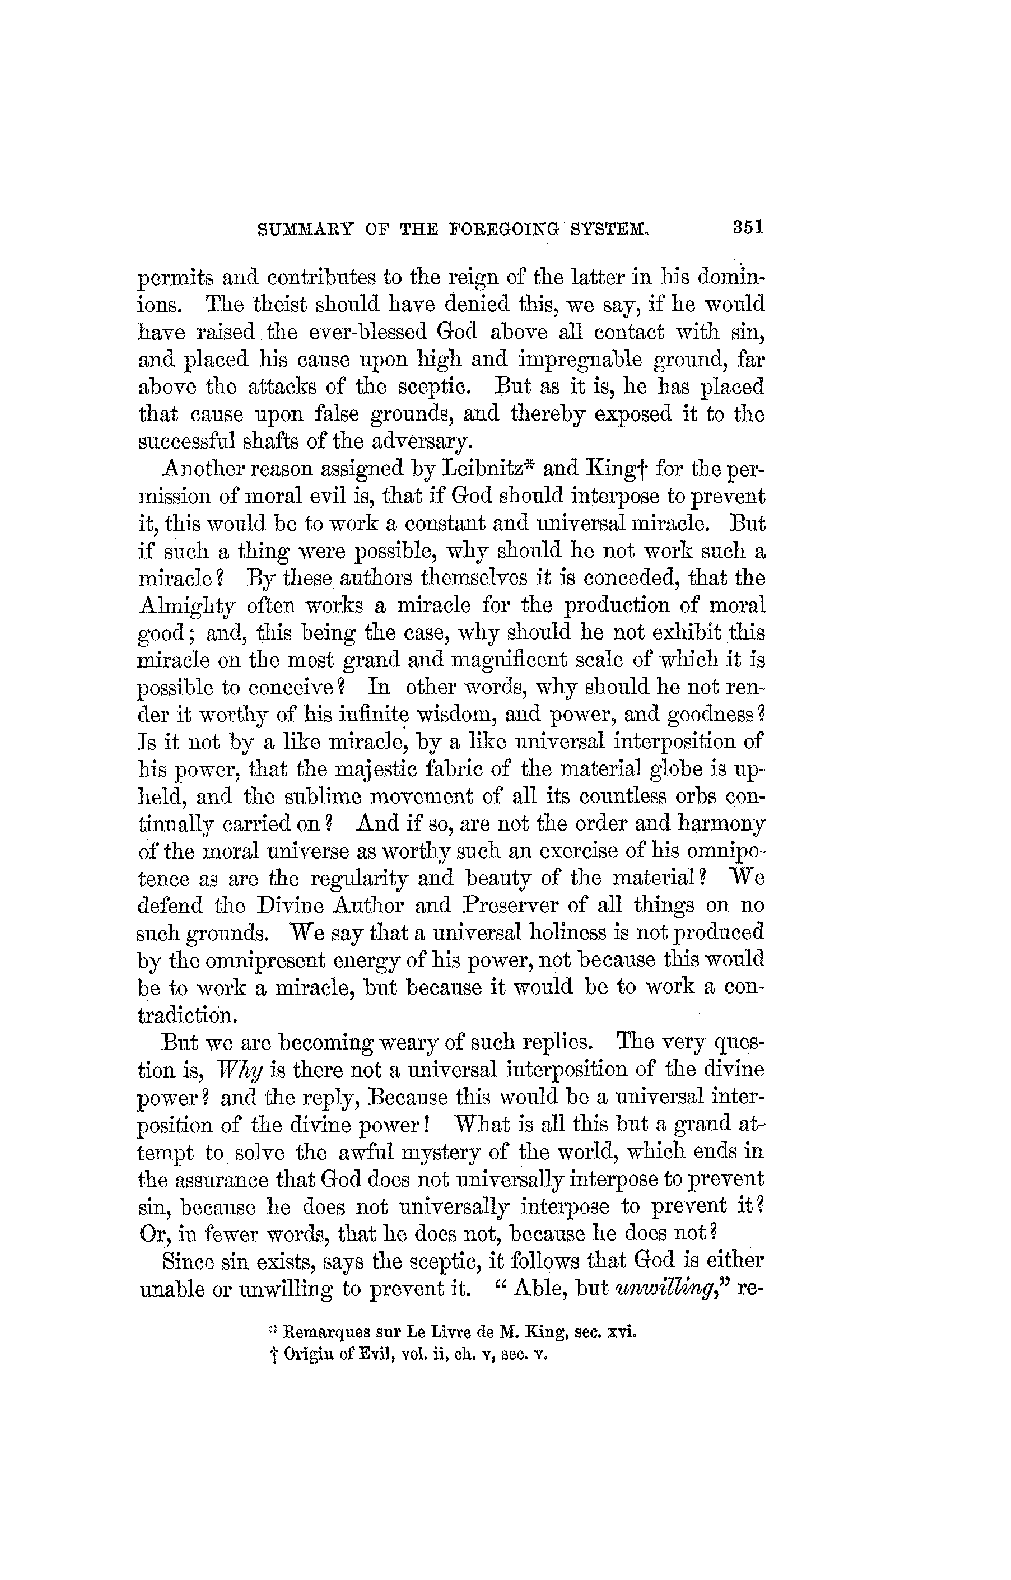 SUMMARY OF THE FOREGOING SYSTEM. 351
permits and contributes to the reign of the latter in his domin-
ions. The theist should have denied this, we say, if he would
have raised the ever-blessed God above all contact with sin,
and placed his cause upon high and impregnable ground, far
above the attacks of the sceptic. But as it is, he has placed
that cause upon false grounds, and thereby exposed it to the
successful shafts of the adversary.
Another reason assigned by Leibnitz* and King† for the per-
mission of moral evil is, that if God should interpose to prevent
it, this would be to work a constant and universal miracle. But
if such a thing were possible, why should he not work such a
miracle? By these authors themselves it is conceded, that the
Almighty often works a miracle for the production of moral
good; and, this being the case, why should he not exhibit this
miracle on the most grand and magnificent scale of which it is
possible to conceive? In other words, why should he not ren-
der it worthy of his infinite wisdom, and power, and goodness?
Is it not by a like miracle, by a like universal interposition of
his power, that the majestic fabric of the material globe is up-
held, and the sublime movement of all its countless orbs con-
tinually carried on? And if so, are not the order and harmony
of the moral universe as worthy such an exercise of his omnipo-
tence as are the regularity and beauty of the material? We
defend the Divine Author and Preserver of all things on no
such grounds. We say that a universal holiness is not produced
by the omnipresent energy of his power, not because this would
be to work a miracle, but because it would be to work a con-
tradiction.
But we are becoming weary of such replies. The very ques-
tion is, Why is there not a universal interposition of the divine
power? and the reply, Because this would be a universal inter-
position of the divine power! What is all this but a grand at-
tempt to solve the awful mystery of the world, which ends in
the assurance that God does not universally interpose to prevent
sin, because he does not universally interpose to prevent it?
Or, in fewer words, that he does not, because he does not?
Since sin exists, says the sceptic, it follows that God is either
unable or unwilling to prevent it. “ Able, but unwilling,” re-
* Remarques sur Le Livre de M. King, sec. xvi.
† Origin of Evil, vol. ii, ch. v, sec. v.